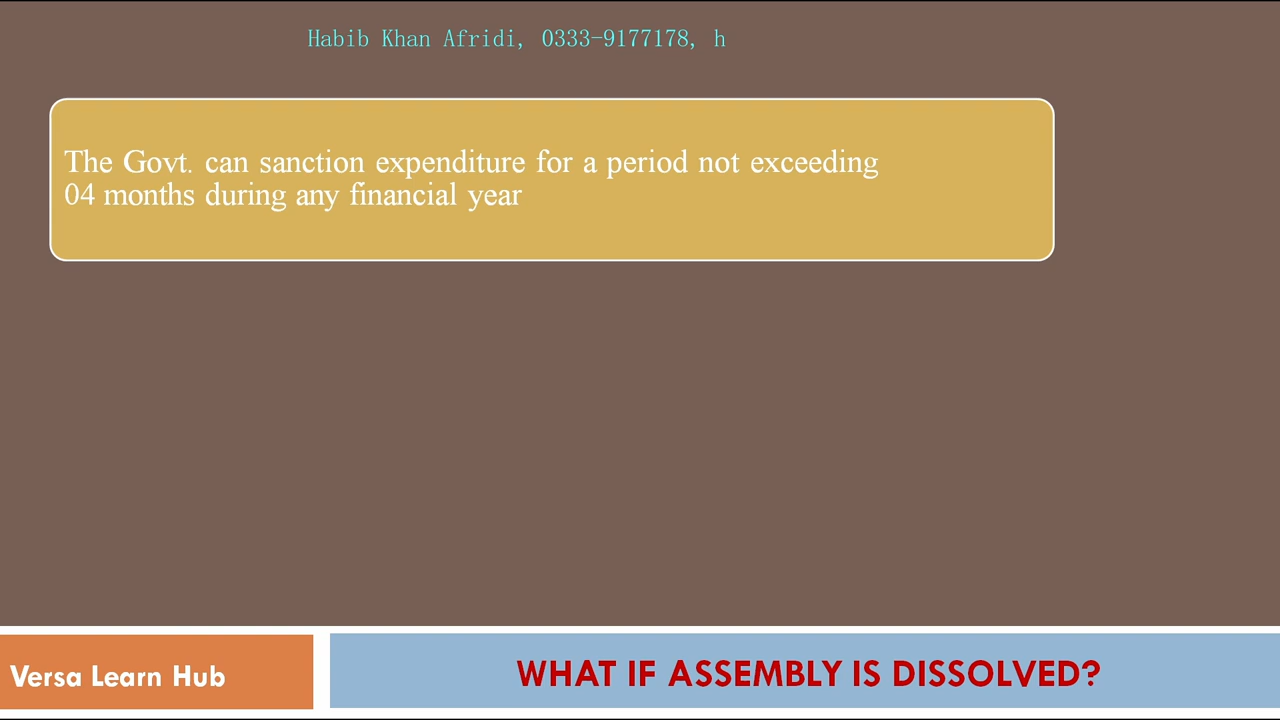 Habib Khan Afridi, 0333-9177178, h
The Govt. can sanction expenditure for a period not exceeding
04 months during any financial year
Versa Learn Hub
WHAT IF ASSEMBLY IS DISSOLVED?